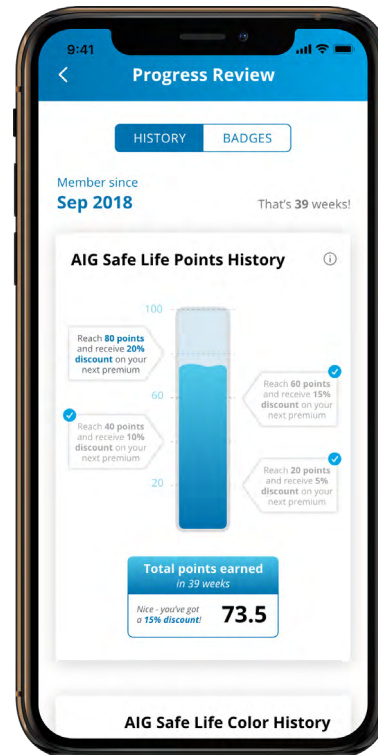 9:41
Progress Review
HISTORY
BADGES
Member since
Sep 2018
That's 39 weeks!
AIG Safe Life Points History
100
Reach 80 points
and receive 20%
discount on your
next premium
60
Reach 60 points
and receive 15%
discount on your
next premium
Reach 40 points
and receive 10%
discount on your
next premium
20
Reach 20 points
and receive 5%
discount on your
next premium
Total points earned
in 39 weeks
Nice - you've got
a 15% discount!
73.5
AIG Safe Life Color History